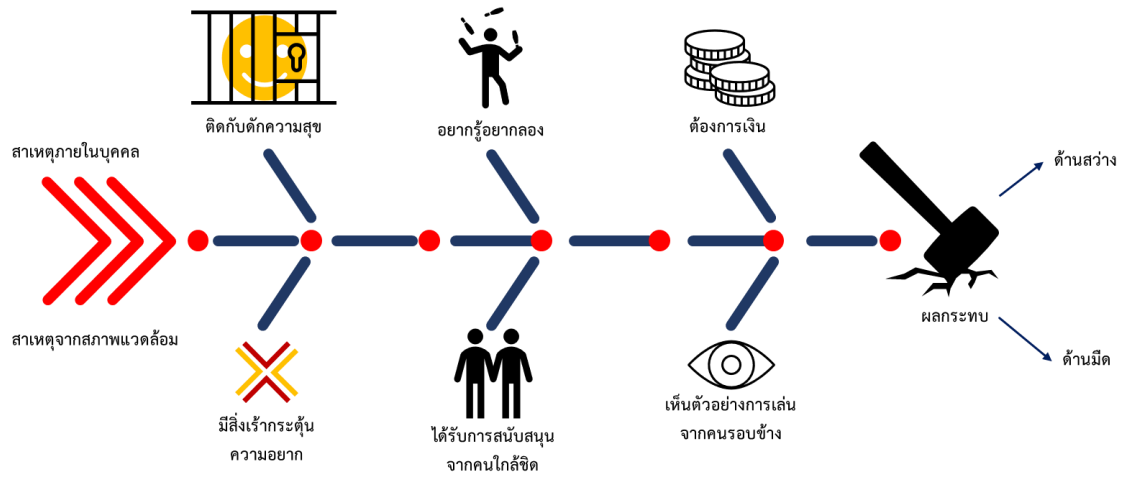 ติดกับดักความสุข
อยากรู้อยากลอง
ต้องการเงิน
สาเหตุภายในบุคคล
ด้านสว่าง
ผลกระทบ
สาเหตุจากสภาพแวดล้อม
ด้านมืด
มีสิ่งเร้ากระตุ้น
ความอยาก
ได้รับการสนับสนุน
จากคนใกล้ชิด
เห็นตัวอย่างการเล่น
จากคนรอบข้าง